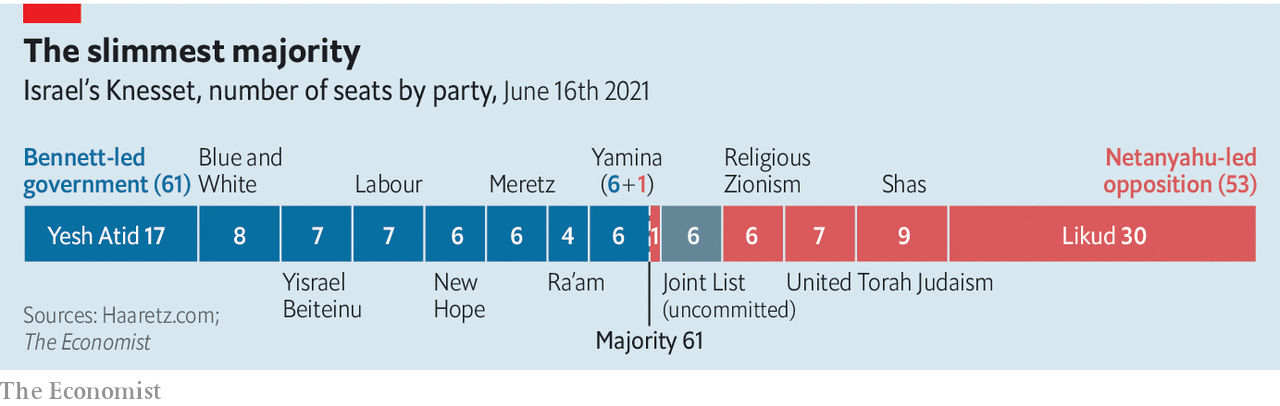 The slimmest majority
Israel’s Knesset, number of seats by party, June 16th 2021
Bennett-led
government (61)
Blue and
White
Labour
Meretz
Yamina
(6+1)
Religious
Zionism
Shas
Netanyahu-led
opposition (53)
Yesh Atid 17
8
7
7
6
6
4
6
1
6
6
7
9
Likud 30
Yisrael
Beiteinu
New
Hope
Ra’am
Joint List
(uncommitted)
United Torah Judaism
Majority 61
Sources: Haaretz.com;
The Economist
The Economist